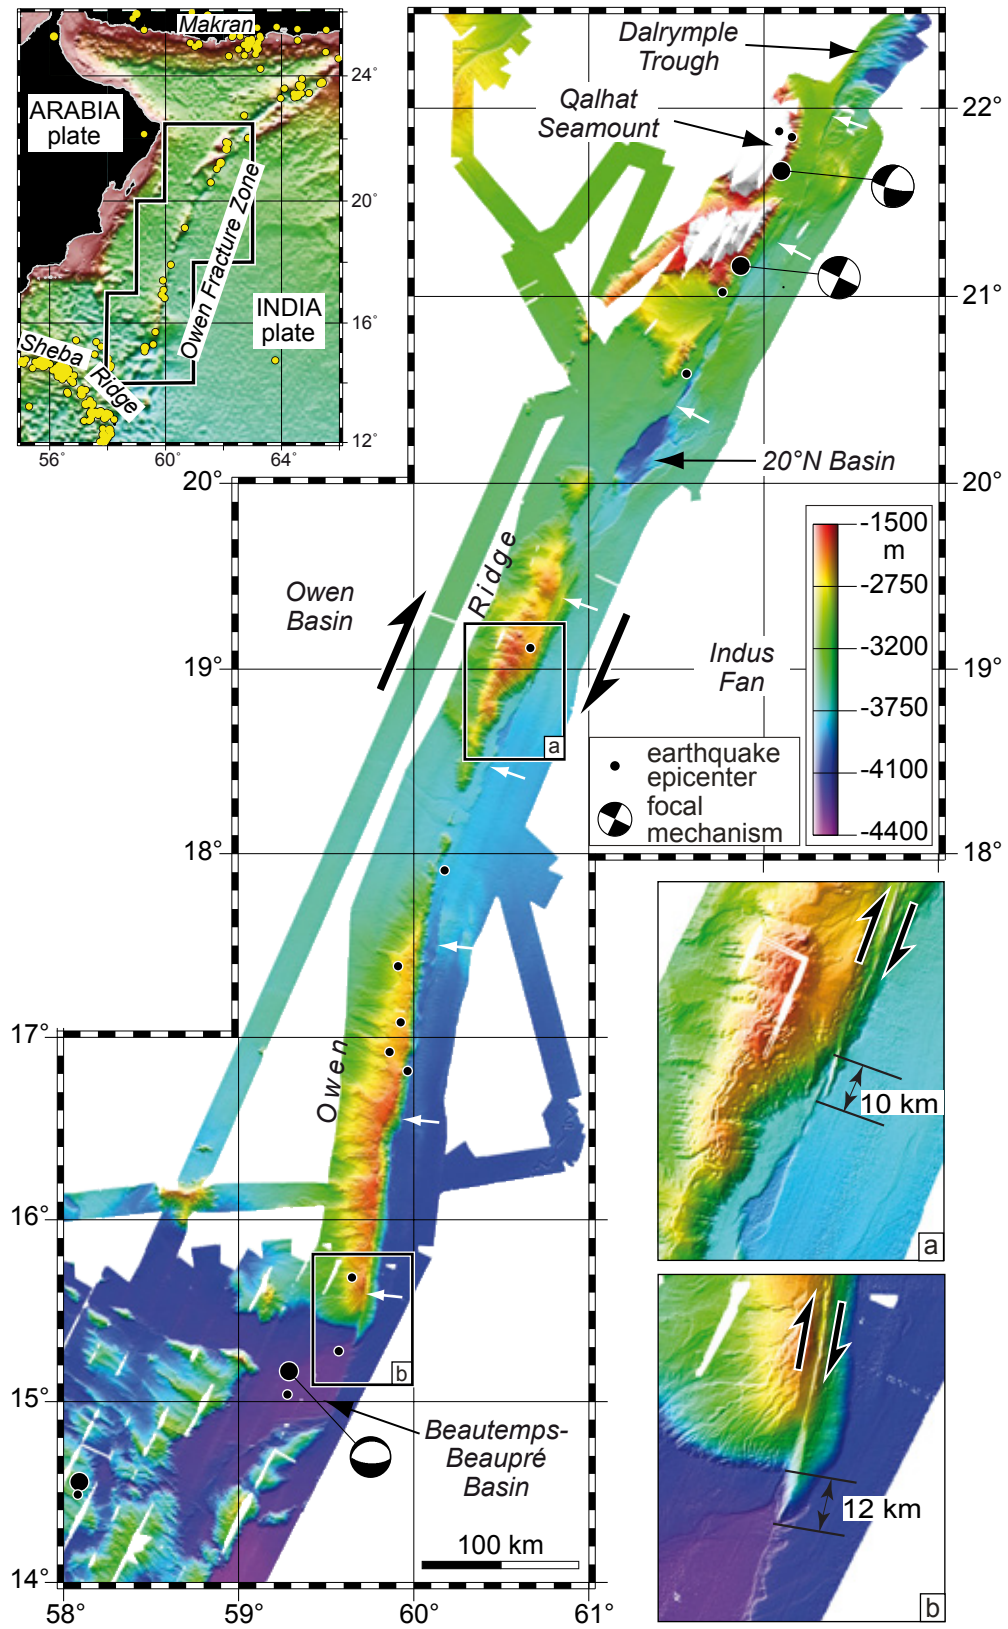 Makran
ARABIA
plate
Owen Fracture Zone
INDIA
plate
Sheba
Ridge
24°
20°
16°
12°
56°
60°
64°
Dalrymple
Trough
Qalhat
Seamount
22°
21°
20°N Basin
20°
20°
-1500
m
-2750
-3200
-3750
-4100
-4400
Owen
Basin
Ridge
19°
19°
Indus
Fan
a
earthquake
epicenter
focal
mechanism
18°
18°
17°
Owen
16°
15°
14°
b
Beautemps-
Beaupré
Basin
100 km
58°
59°
60°
61°
10 km
a
12 km
b